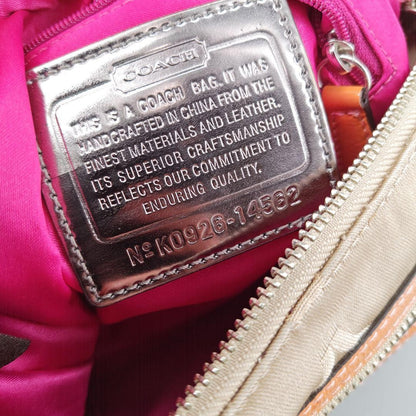 COACH
THIS IS A COACH BAG. IT WAS
HANDCRAFTED IN CHINA FROM THE
FINEST MATERIALS AND LEATHER.
ITS SUPERIOR CRAFTSMANSHIP
REFLECTS OUR COMMITMENT TO
ENDURING QUALITY.
Nº K0926-14562